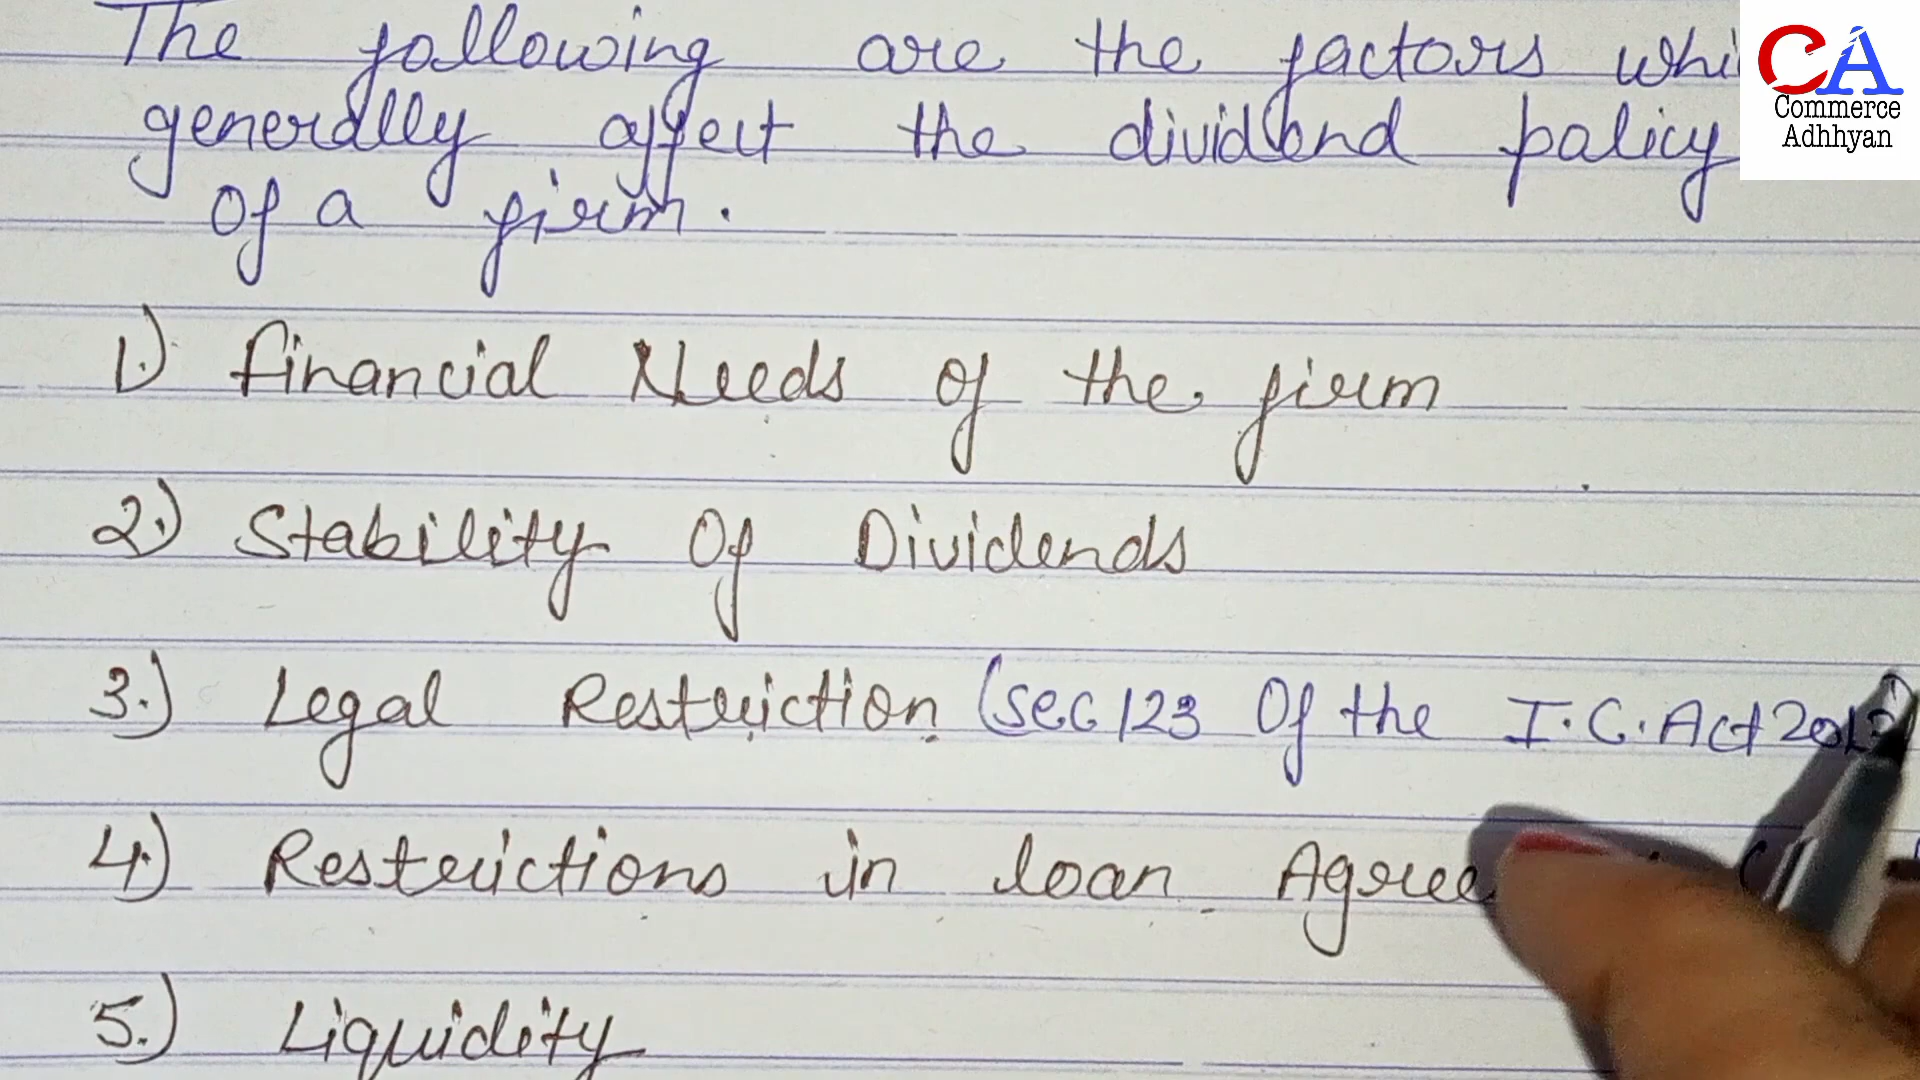 The following are the factors whi
generally affect the dividend policy
Of a firm.
1.) financial Needs of the firm
2.) Stability Of Dividends
3.) Legal Restriction (Sec 123 Of the I.C. Act 2013)
4.) Restrictions in loan Agree
5.) Liquidity
CA
Commerce
Adhhyan